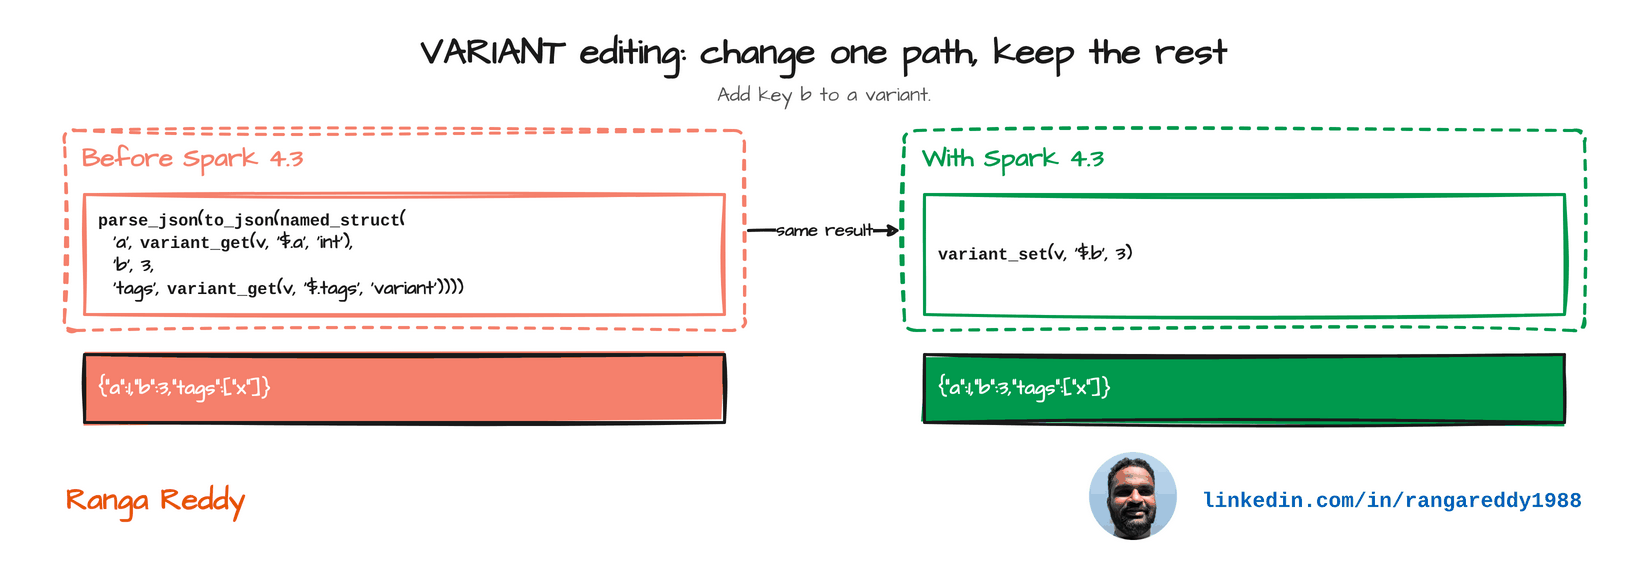 VARIANT editing: change one path, keep the rest
Add key b to a variant.
Before Spark 4.3
parse_json(to_json(named_struct(
'a', variant_get(v, '$.a', 'int'),
'b', 3,
'tags', variant_get(v, '$.tags', 'variant'))))
same result
With Spark 4.3
variant_set(v, '$.b', 3)
{"a":1,"b":3,"tags":["x"]}
{"a":1,"b":3,"tags":["x"]}
Ranga Reddy
linkedin.com/in/rangareddy1988